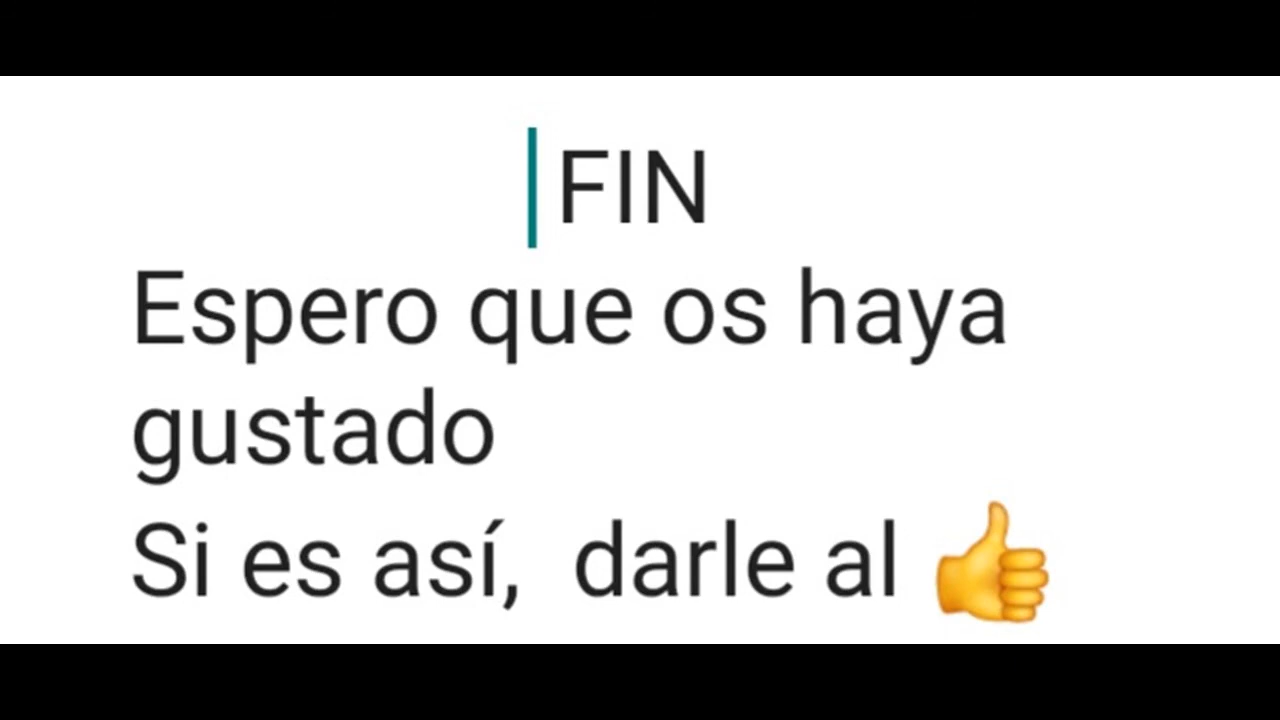 FIN
Espero que os haya
gustado
Si es así,  darle al 👍